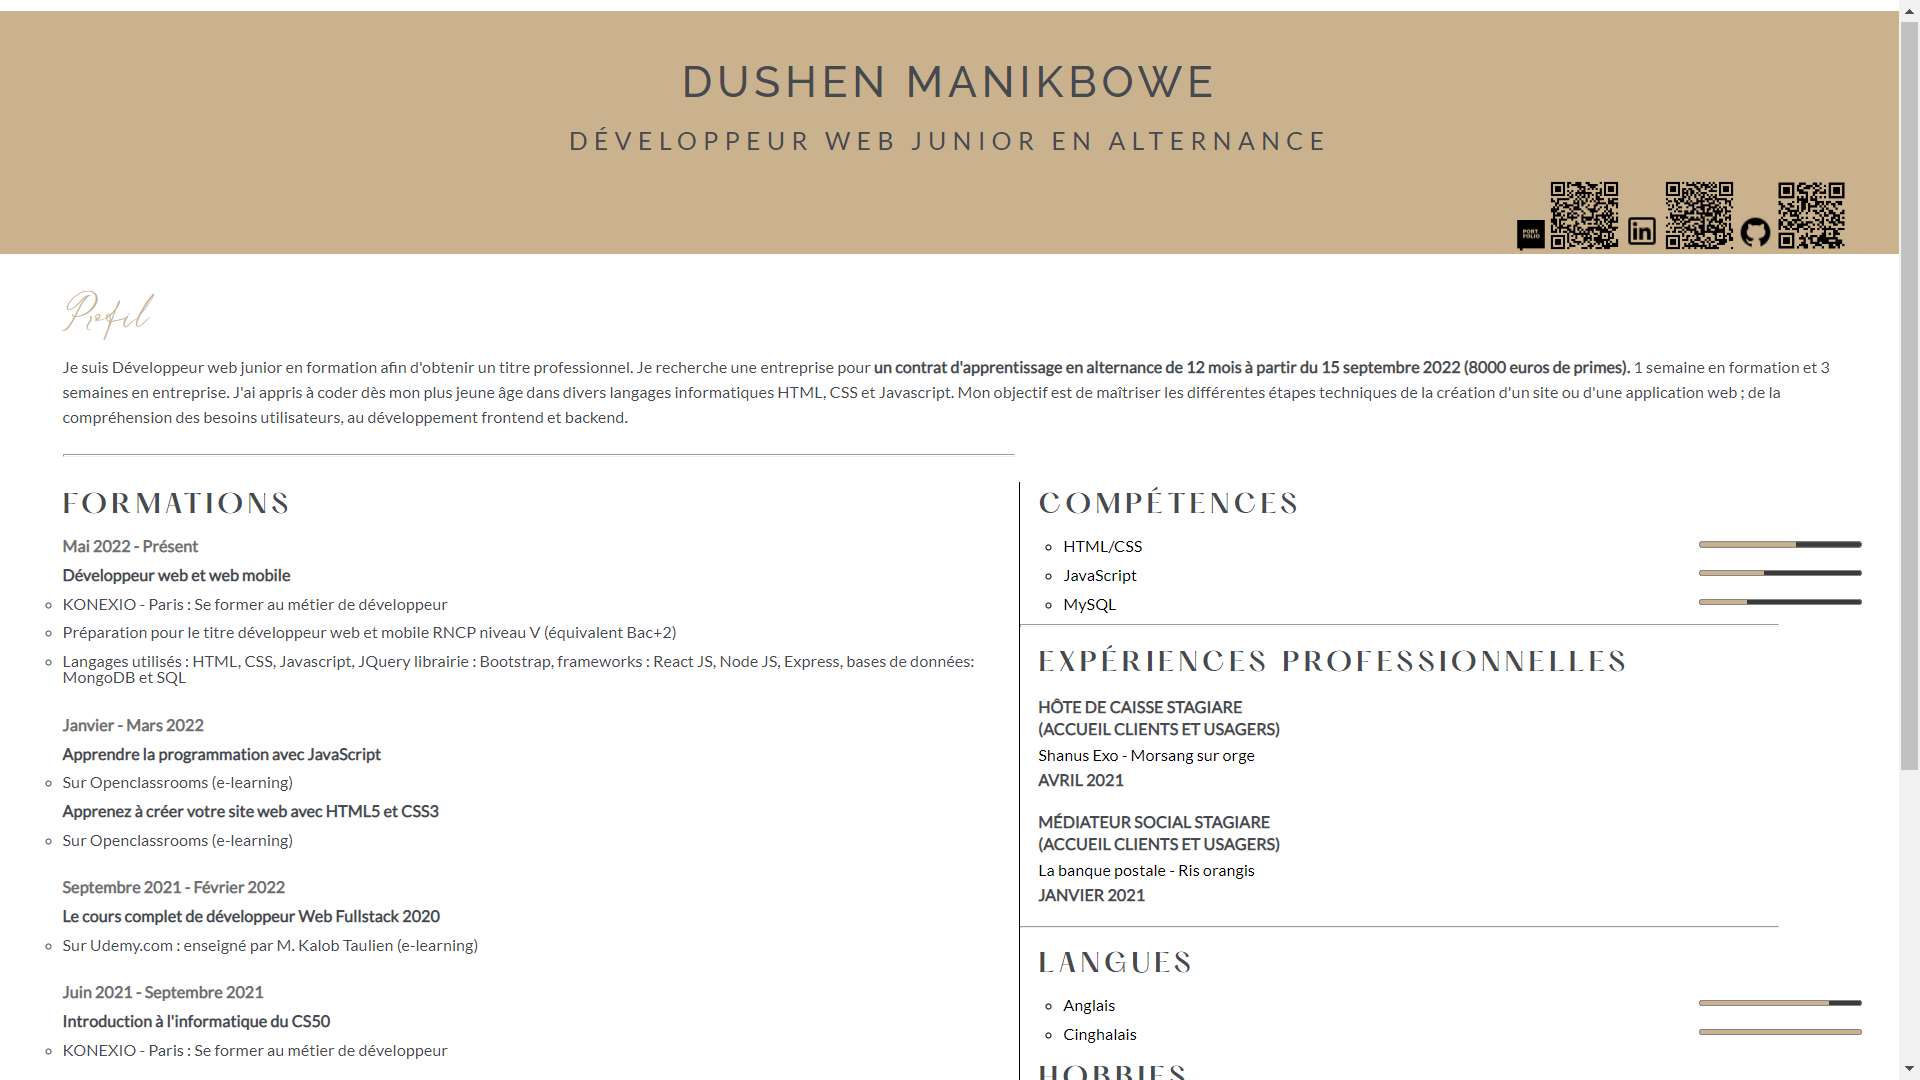 DUSHEN MANIKBOWE
DÉVELOPPEUR WEB JUNIOR EN ALTERNANCE
PORT
FOLIO
in
Profil
Je suis Développeur web junior en formation afin d'obtenir un titre professionnel. Je recherche une entreprise pour un contrat d'apprentissage en alternance de 12 mois à partir du 15 septembre 2022 (8000 euros de primes). 1 semaine en formation et 3
semaines en entreprise. J'ai appris à coder dès mon plus jeune âge dans divers langages informatiques HTML, CSS et Javascript. Mon objectif est de maîtriser les différentes étapes techniques de la création d'un site ou d'une application web ; de la
compréhension des besoins utilisateurs, au développement frontend et backend.
FORMATIONS
Mai 2022 - Présent
Développeur web et web mobile
KONEXIO - Paris : Se former au métier de développeur
Préparation pour le titre développeur web et mobile RNCP niveau V (équivalent Bac+2)
Langages utilisés : HTML, CSS, Javascript, JQuery librairie : Bootstrap, frameworks : React JS, Node JS, Express, bases de données:
MongoDB et SQL
Janvier - Mars 2022
Apprendre la programmation avec JavaScript
Sur Openclassrooms (e-learning)
Apprenez à créer votre site web avec HTML5 et CSS3
Sur Openclassrooms (e-learning)
Septembre 2021 - Février 2022
Le cours complet de développeur Web Fullstack 2020
Sur Udemy.com : enseigné par M. Kalob Taulien (e-learning)
Juin 2021 - Septembre 2021
Introduction à l'informatique du CS50
KONEXIO - Paris : Se former au métier de développeur
COMPÉTENCES
HTML/CSS
JavaScript
MySQL
EXPÉRIENCES PROFESSIONNELLES
HÔTE DE CAISSE STAGIARE
(ACCUEIL CLIENTS ET USAGERS)
Shanus Exo - Morsang sur orge
AVRIL 2021
MÉDIATEUR SOCIAL STAGIARE
(ACCUEIL CLIENTS ET USAGERS)
La banque postale - Ris orangis
JANVIER 2021
LANGUES
Anglais
Cinghalais
HOBBIES